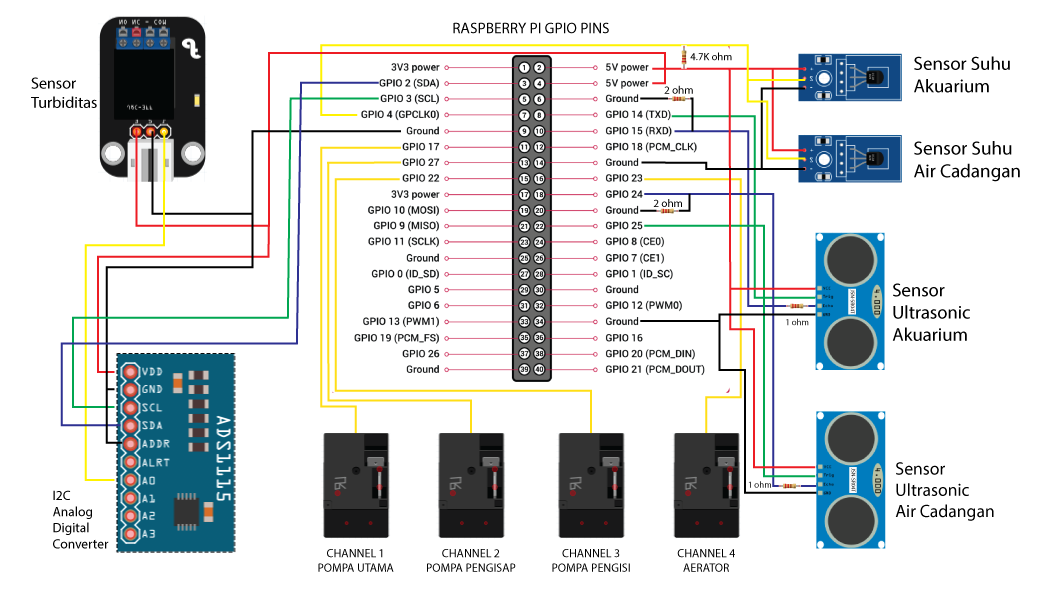 RASPBERRY PI GPIO PINS
NO NC ~ COM
Sensor
Turbiditas
4.7K ohm
2 ohm
2 ohm
1 ohm
1 ohm
3V3 power 1 2 5V power
GPIO 2 (SDA) 3 4 5V power
GPIO 3 (SCL) 5 6 Ground
GPIO 4 (GPCLK0) 7 8 GPIO 14 (TXD)
Ground 9 10 GPIO 15 (RXD)
GPIO 17 11 12 GPIO 18 (PCM_CLK)
GPIO 27 13 14 Ground
GPIO 22 15 16 GPIO 23
3V3 power 17 18 GPIO 24
GPIO 10 (MOSI) 19 20 Ground
GPIO 9 (MISO) 21 22 GPIO 25
GPIO 11 (SCLK) 23 24 GPIO 8 (CE0)
Ground 25 26 GPIO 7 (CE1)
GPIO 0 (ID_SD) 27 28 GPIO 1 (ID_SC)
GPIO 5 29 30 Ground
GPIO 6 31 32 GPIO 12 (PWM0)
GPIO 13 (PWM1) 33 34 Ground
GPIO 19 (PCM_FS) 35 36 GPIO 16
GPIO 26 37 38 GPIO 20 (PCM_DIN)
Ground 39 40 GPIO 21 (PCM_DOUT)
Sensor Suhu
Akuarium
Sensor Suhu
Air Cadangan
Sensor
Ultrasonic
Akuarium
Sensor
Ultrasonic
Air Cadangan
VDD
GND
SCL
SDA
ADDR
ALRT
A0
A1
A2
A3
ADS1115
I2C
Analog
Digital
Converter
CHANNEL 1
POMPA UTAMA
CHANNEL 2
POMPA PENGISAP
CHANNEL 3
POMPA PENGISI
CHANNEL 4
AERATOR